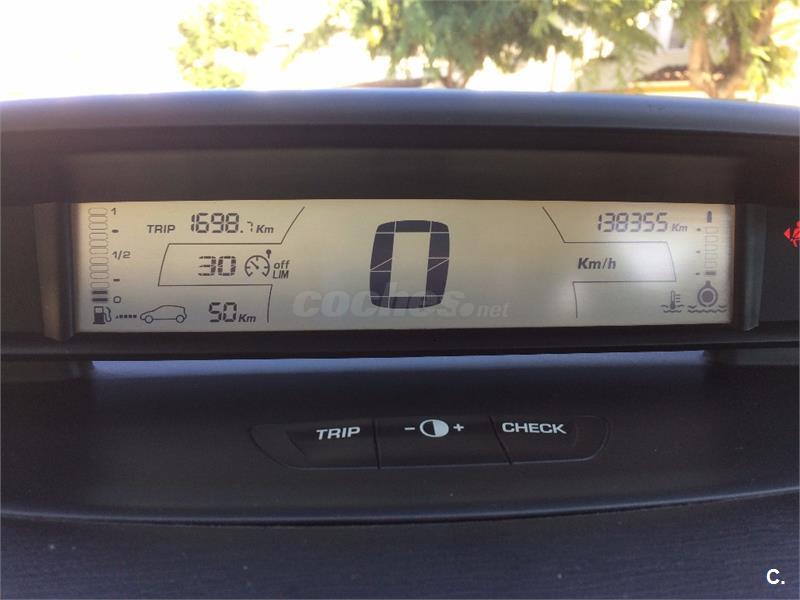 1
TRIP 1698.7 Km
138355 Km
1/2
30 off
LIM
Km/h
0
0
50 Km
coches.net
TRIP
- +
CHECK
C.